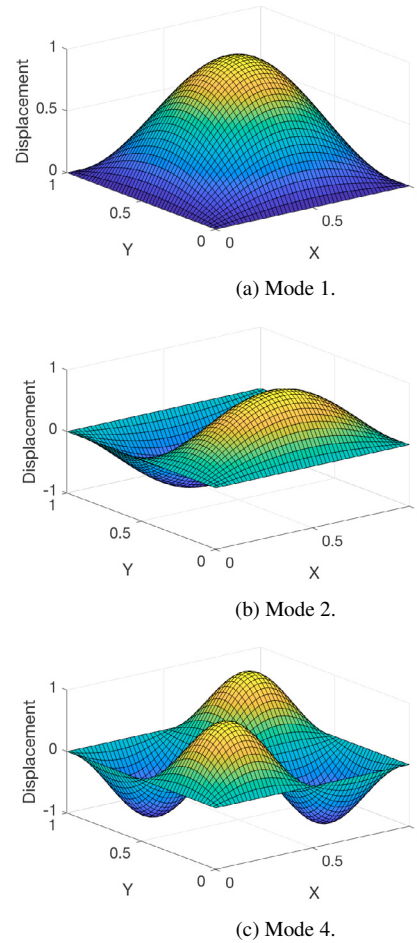 1
0.5
0
Displacement
1
0.5
0
Y
0
0.5
X
(a) Mode 1.
1
0
-1
Displacement
1
0.5
0
Y
0
0.5
X
(b) Mode 2.
1
0
-1
Displacement
1
0.5
0
Y
0
0.5
X
(c) Mode 4.